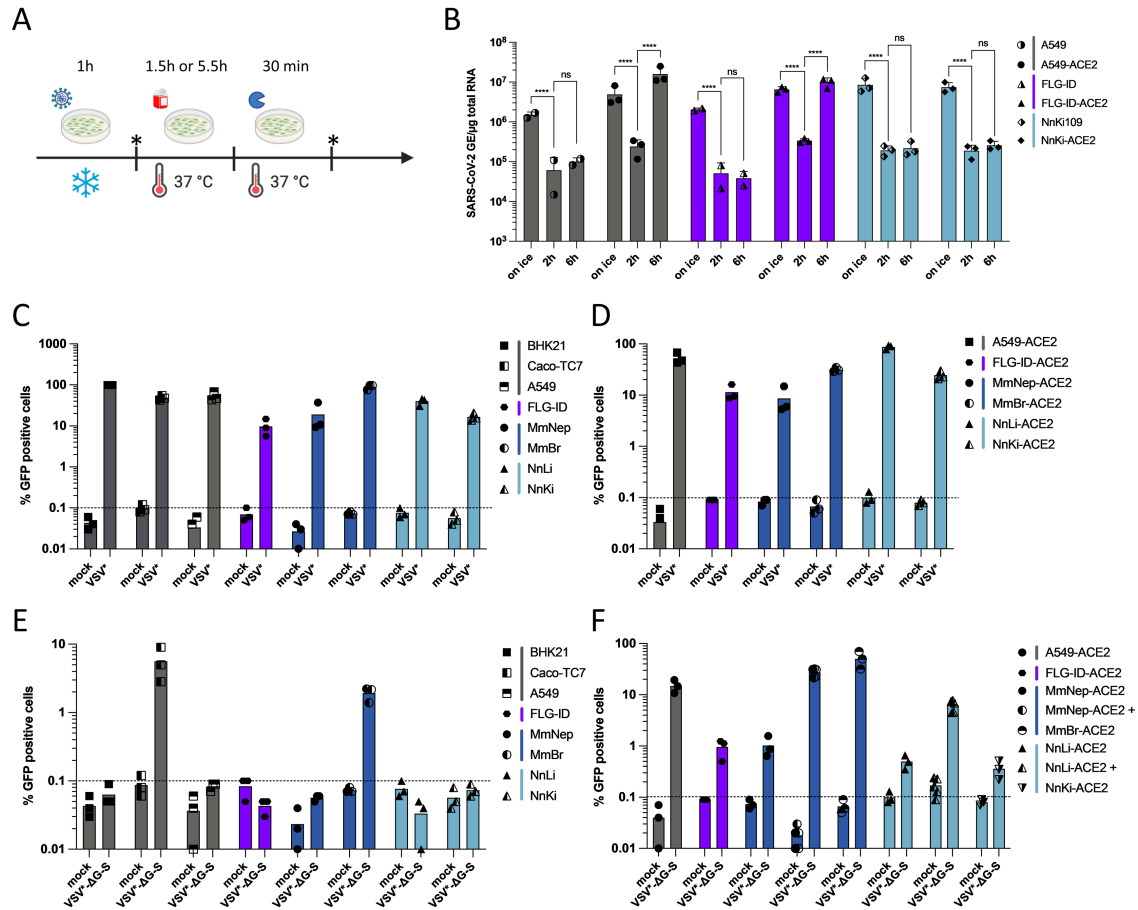 A
1h
1.5h or 5.5h
30 min
*
*
37 °C
37 °C
B
SARS-CoV-2 GE/µg total RNA
10⁸
10⁷
10⁶
10⁵
10⁴
10³
**** ns
**** ****
**** ns
**** ****
**** ns
**** ns
on ice 2h 6h on ice 2h 6h on ice 2h 6h on ice 2h 6h on ice 2h 6h on ice 2h 6h
A549
A549-ACE2
FLG-ID
FLG-ID-ACE2
NnKi109
NnKi-ACE2
C
% GFP positive cells
1000
100
10
1
0.1
0.01
mock VSV* mock VSV* mock VSV* mock VSV* mock VSV* mock VSV* mock VSV* mock VSV*
BHK21
Caco-TC7
A549
FLG-ID
MmNep
MmBr
NnLi
NnKi
D
% GFP positive cells
100
10
1
0.1
0.01
mock VSV* mock VSV* mock VSV* mock VSV* mock VSV* mock VSV*
A549-ACE2
FLG-ID-ACE2
MmNep-ACE2
MmBr-ACE2
NnLi-ACE2
NnKi-ACE2
E
% GFP positive cells
10
1
0.1
0.01
mock VSV*-ΔG-S mock VSV*-ΔG-S mock VSV*-ΔG-S mock VSV*-ΔG-S mock VSV*-ΔG-S mock VSV*-ΔG-S mock VSV*-ΔG-S mock VSV*-ΔG-S
BHK21
Caco-TC7
A549
FLG-ID
MmNep
MmBr
NnLi
NnKi
F
% GFP positive cells
100
10
1
0.1
0.01
mock VSV*-ΔG-S mock VSV*-ΔG-S mock VSV*-ΔG-S mock VSV*-ΔG-S mock VSV*-ΔG-S mock VSV*-ΔG-S mock VSV*-ΔG-S mock VSV*-ΔG-S
A549-ACE2
FLG-ID-ACE2
MmNep-ACE2
MmNep-ACE2 +
MmBr-ACE2
NnLi-ACE2
NnLi-ACE2 +
NnKi-ACE2